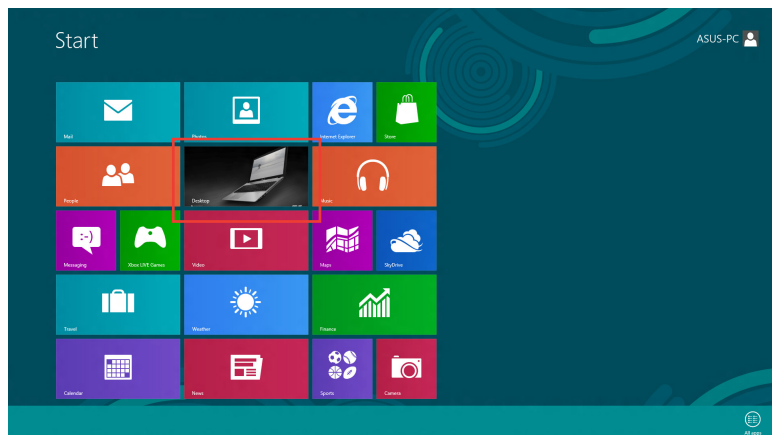 Start
ASUS-PC
Mail
Photos
Internet Explorer
Store
People
Desktop
Music
Messaging
Xbox LIVE Games
Video
Maps
SkyDrive
Travel
Weather
Finance
Calendar
News
Sports
Camera
All apps